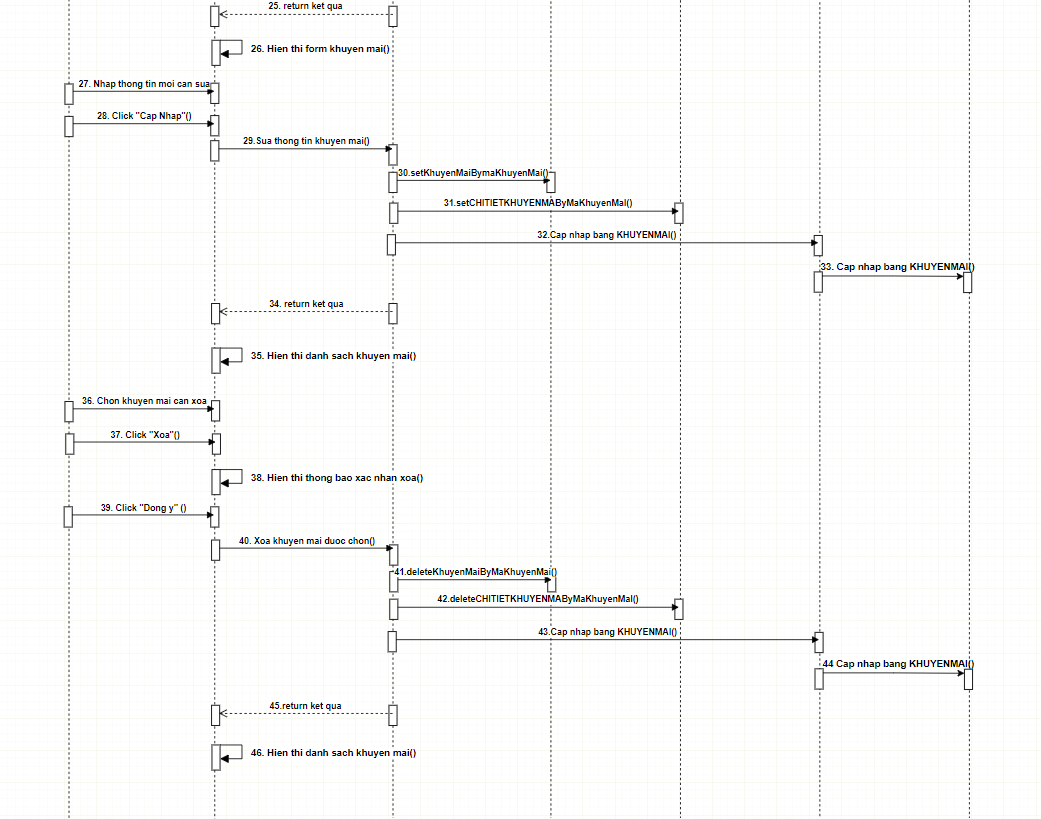 25. return ket qua
26. Hien thi form khuyen mai()
27. Nhap thong tin moi can sua
28. Click "Cap Nhap"()
29.Sua thong tin khuyen mai()
30.setKhuyenMaiBymaKhuyenMai()
31.setCHITIETKHUYENMAByMaKhuyenMaI()
32.Cap nhap bang KHUYENMAI()
33. Cap nhap bang KHUYENMAI()
34. return ket qua
35. Hien thi danh sach khuyen mai()
36. Chon khuyen mai can xoa
37. Click "Xoa"()
38. Hien thi thong bao xac nhan xoa()
39. Click "Dong y" ()
40. Xoa khuyen mai duoc chon()
41.deleteKhuyenMaiByMaKhuyenMai()
42.deleteCHITIETKHUYENMAByMaKhuyenMaI()
43.Cap nhap bang KHUYENMAI()
44 Cap nhap bang KHUYENMAI()
45.return ket qua
46. Hien thi danh sach khuyen mai()